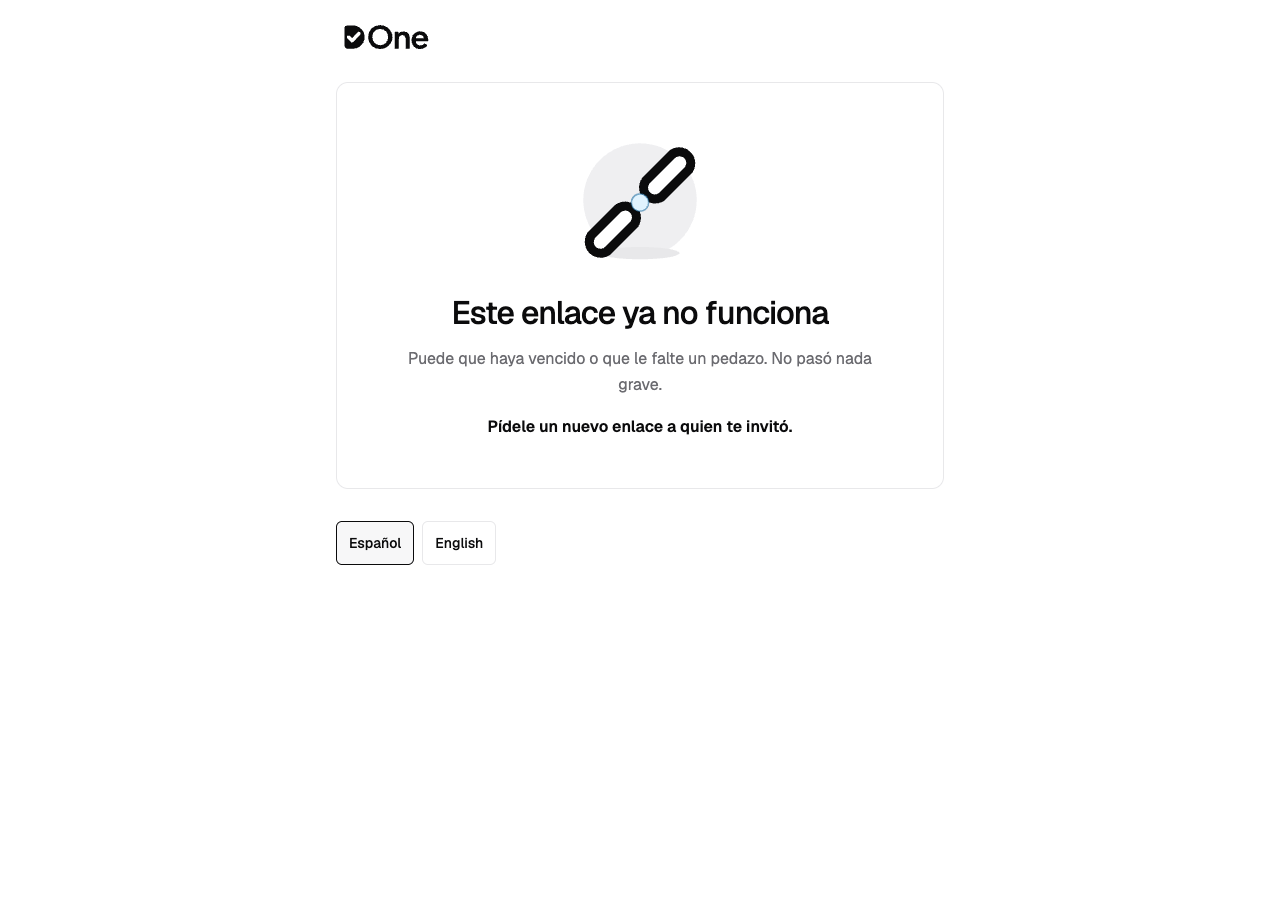 DOne
Este enlace ya no funciona
Puede que haya vencido o que le falte un pedazo. No pasó nada
grave.
Pídele un nuevo enlace a quien te invitó.
Español
English